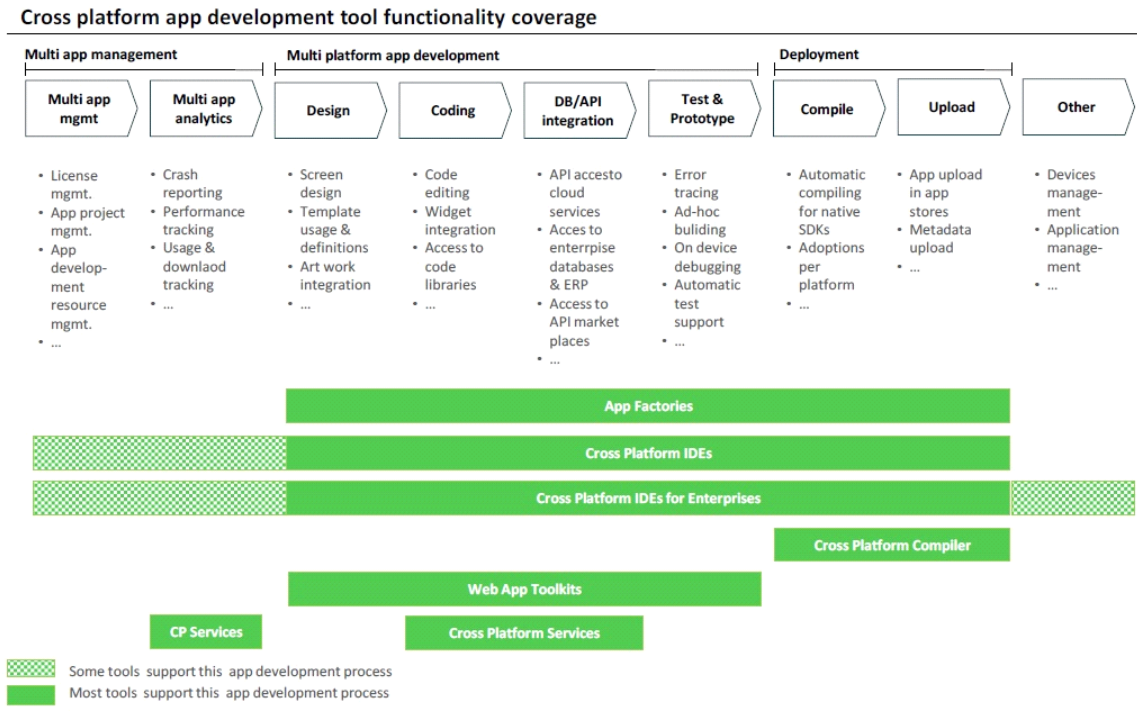 Cross platform app development tool functionality coverage
Multi app management
Multi platform app development
Deployment
Multi app
mgmt
Multi app
analytics
Design
Coding
DB/API
integration
Test &
Prototype
Compile
Upload
Other
• License
mgmt.
• App project
mgmt.
• App
develop-
ment
resource
mgmt.
• ...
• Crash
reporting
• Performance
tracking
• Usage &
downlaod
tracking
• ...
• Screen
design
• Template
usage &
definitions
• Art work
integration
• ...
• Code
editing
• Widget
integration
• Access to
code
libraries
• ...
• API accesto
cloud
services
• Acces to
enterrpise
databases
& ERP
• Access to
API market
places
• ...
• Error
tracing
• Ad-hoc
buliding
• On device
debugging
• Automatic
test
support
• ...
• Automatic
compiling
for native
SDKs
• Adoptions
per
platform
• ...
• App upload
in app
stores
• Metadata
upload
• ...
• Devices
manage-
ment
• Application
manage-
ment
• ...
App Factories
Cross Platform IDEs
Cross Platform IDEs for Enterprises
Cross Platform Compiler
Web App Toolkits
CP Services
Cross Platform Services
Some tools support this app development process
Most tools support this app development process